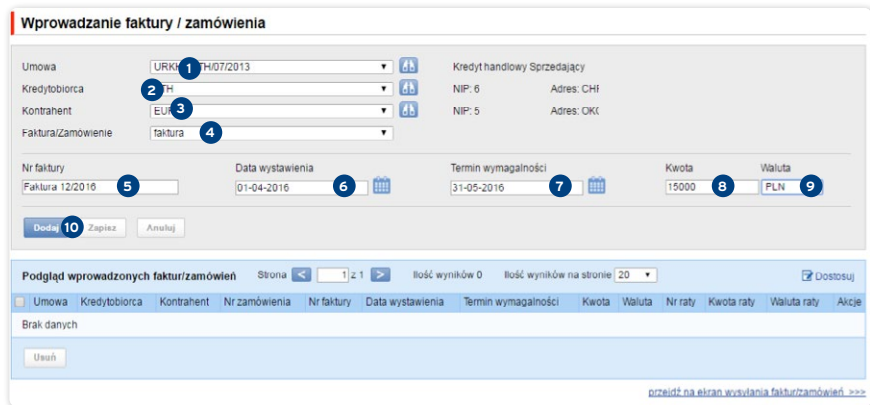 Wprowadzanie faktury / zamówienia
Umowa 1 /07/2013 Kredyt handlowy Sprzedający
Kredytobiorca 2 NIP: 6 Adres: CHF
Kontrahent 3 NIP: 5 Adres: OK(
Faktura/Zamówienie faktura 4
Nr faktury Data wystawienia Termin wymagalności Kwota Waluta
Faktura 12/2016 5 01-04-2016 6 31-05-2016 7 15000 8 PLN 9
Dodaj 10 Zapisz Anuluj
Podgląd wprowadzonych faktur/zamówień Strona < 1 z 1 > Ilość wyników 0 Ilość wyników na stronie 20 Dostosuj
Umowa Kredytobiorca Kontrahent Nr zamówienia Nr faktury Data wystawienia Termin wymagalności Kwota Waluta Nr raty Kwota raty Waluta raty Akcje
Brak danych
Usuń
przejdź na ekran wysyłania faktur/zamówień >>>